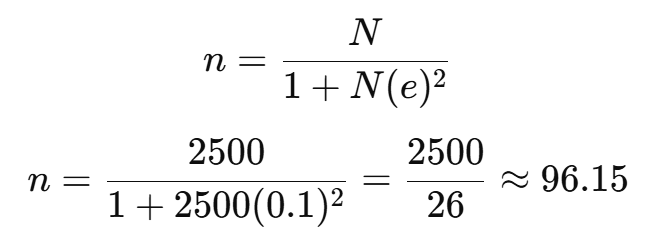 n = N / (1 + N(e)²)
n = 2500 / (1 + 2500(0.1)²) = 2500 / 26 ≈ 96.15